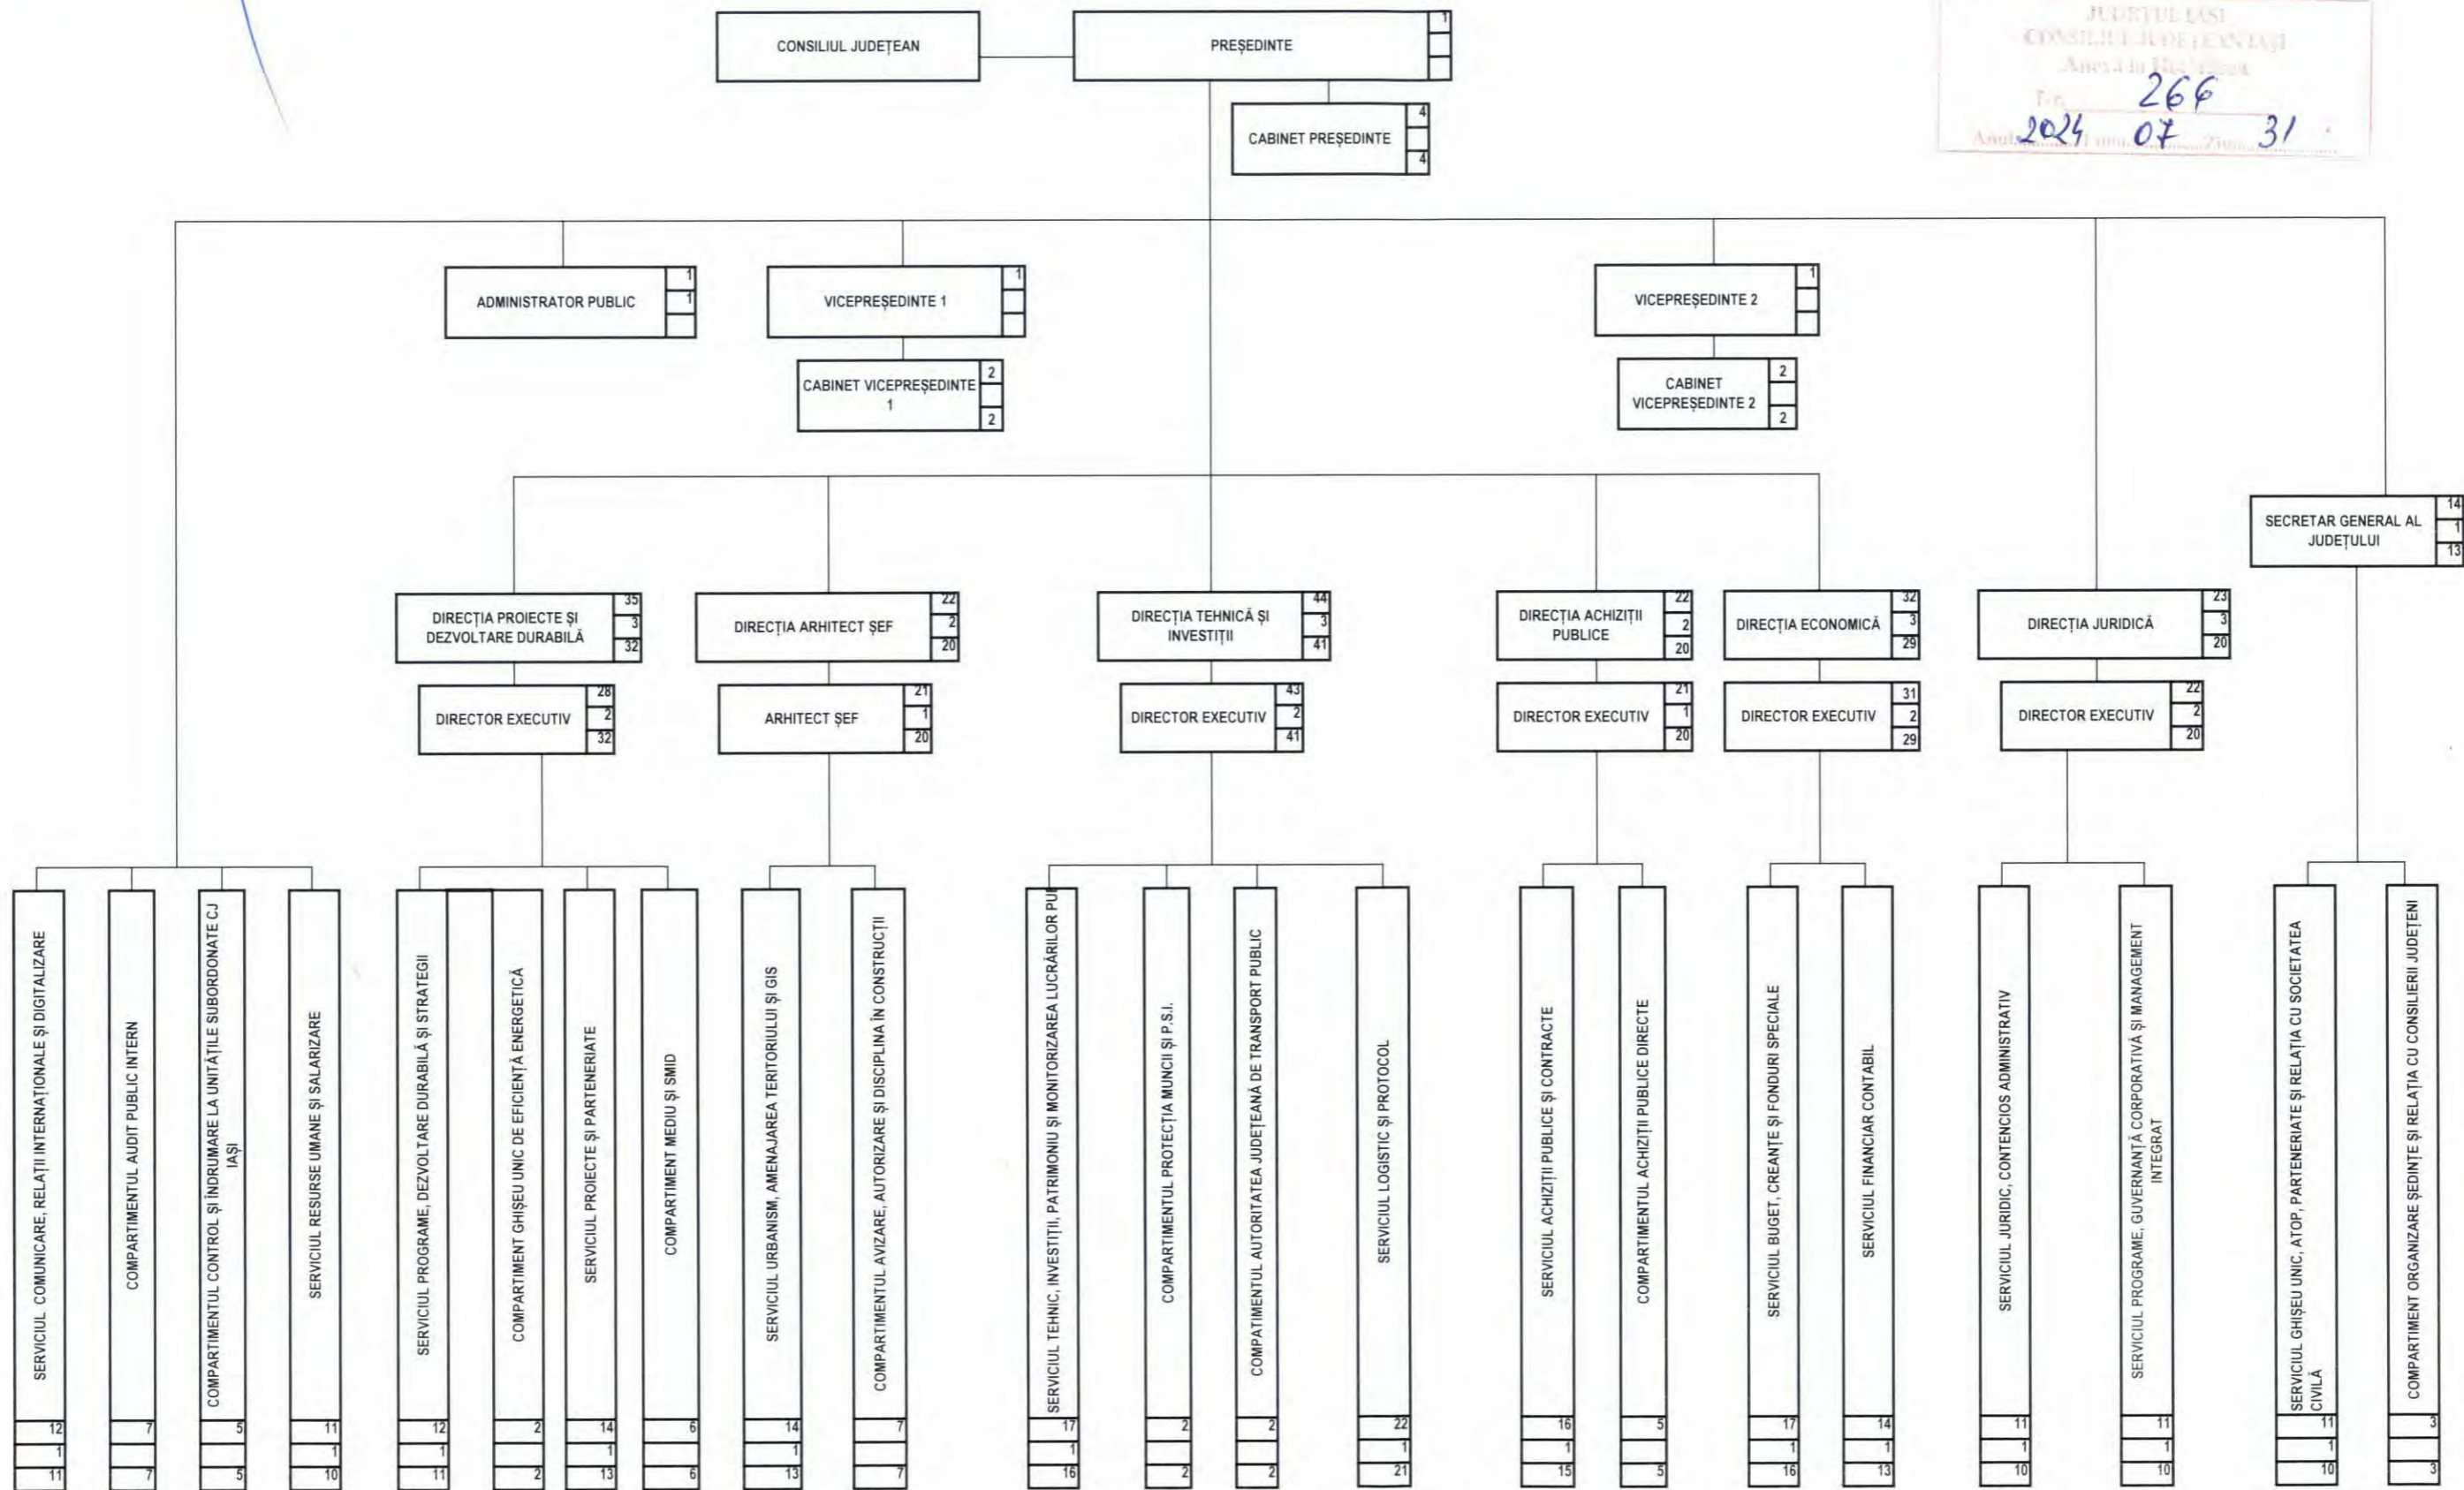 JUDEȚUL IAȘI
CONSILIUL JUDEȚEAN IAȘI
Anexă la
266
Anul 2024 07 31
CONSILIUL JUDEȚEAN
PREȘEDINTE
1
CABINET PREȘEDINTE
4
4
ADMINISTRATOR PUBLIC
1
1
VICEPREȘEDINTE 1
1
VICEPREȘEDINTE 2
1
CABINET VICEPREȘEDINTE
1
2
2
CABINET
VICEPREȘEDINTE 2
2
2
SECRETAR GENERAL AL
JUDEȚULUI
14
1
13
DIRECȚIA PROIECTE ȘI
DEZVOLTARE DURABILĂ
35
3
32
DIRECȚIA ARHITECT ȘEF
22
2
20
DIRECȚIA TEHNICĂ ȘI
INVESTIȚII
44
3
41
DIRECȚIA ACHIZIȚII
PUBLICE
22
2
20
DIRECȚIA ECONOMICĂ
32
3
29
DIRECȚIA JURIDICĂ
23
3
20
DIRECTOR EXECUTIV
28
2
32
ARHITECT ȘEF
21
1
20
DIRECTOR EXECUTIV
43
2
41
DIRECTOR EXECUTIV
21
1
20
DIRECTOR EXECUTIV
31
2
29
DIRECTOR EXECUTIV
22
2
20
SERVICIUL COMUNICARE, RELAȚII INTERNAȚIONALE ȘI DIGITALIZARE
12
1
11
COMPARTIMENTUL AUDIT PUBLIC INTERN
7
7
COMPARTIMENTUL CONTROL ȘI ÎNDRUMARE LA UNITĂȚILE SUBORDONATE CJ
IAȘI
5
5
SERVICIUL RESURSE UMANE ȘI SALARIZARE
11
1
10
SERVICIUL PROGRAME, DEZVOLTARE DURABILĂ ȘI STRATEGII
12
1
11
COMPARTIMENT GHIȘEU UNIC DE EFICIENȚĂ ENERGETICĂ
2
2
SERVICIUL PROIECTE ȘI PARTENERIATE
14
1
13
COMPARTIMENT MEDIU ȘI SMID
6
6
SERVICIUL URBANISM, AMENAJAREA TERITORIULUI ȘI GIS
14
1
13
COMPARTIMENTUL AVIZARE, AUTORIZARE ȘI DISCIPLINA ÎN CONSTRUCȚII
7
7
SERVICIUL TEHNIC, INVESTIȚII, PATRIMONIU ȘI MONITORIZAREA LUCRĂRILOR PU
17
1
16
COMPARTIMENTUL PROTECȚIA MUNCII ȘI P.S.I.
2
2
COMPATIMENTUL AUTORITATEA JUDEȚEANĂ DE TRANSPORT PUBLIC
2
2
SERVICIUL LOGISTIC ȘI PROTOCOL
22
1
21
SERVICIUL ACHIZIȚII PUBLICE ȘI CONTRACTE
16
1
15
COMPARTIMENTUL ACHIZIȚII PUBLICE DIRECTE
5
5
SERVICIUL BUGET, CREANȚE ȘI FONDURI SPECIALE
17
1
16
SERVICIUL FINANCIAR CONTABIL
14
1
13
SERVICIUL JURIDIC, CONTENCIOS ADMINISTRATIV
11
1
10
SERVICIUL PROGRAME, GUVERNANȚĂ CORPORATIVĂ ȘI MANAGEMENT
INTEGRAT
11
1
10
SERVICIUL GHIȘEU UNIC, ATOP, PARTENERIATE ȘI RELAȚIA CU SOCIETATEA
CIVILĂ
11
1
10
COMPARTIMENT ORGANIZARE ȘEDINȚE ȘI RELAȚIA CU CONSILIERII JUDEȚENI
3
3